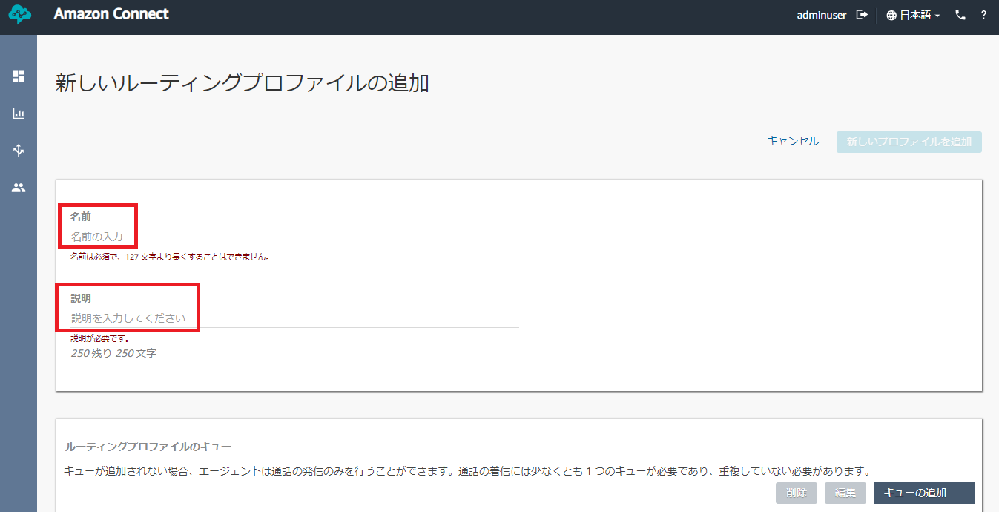 Amazon Connect
adminuser 日本語 ?
新しいルーティングプロファイルの追加
キャンセル 新しいプロファイルを追加
名前
名前の入力
名前は必須で、127 文字より長くすることはできません。
説明
説明を入力してください
説明が必要です。
250 残り 250 文字
ルーティングプロファイルのキュー
キューが追加されない場合、エージェントは通話の発信のみを行うことができます。通話の着信には少なくとも 1 つのキューが必要であり、重複していない必要があります。
削除 編集 キューの追加